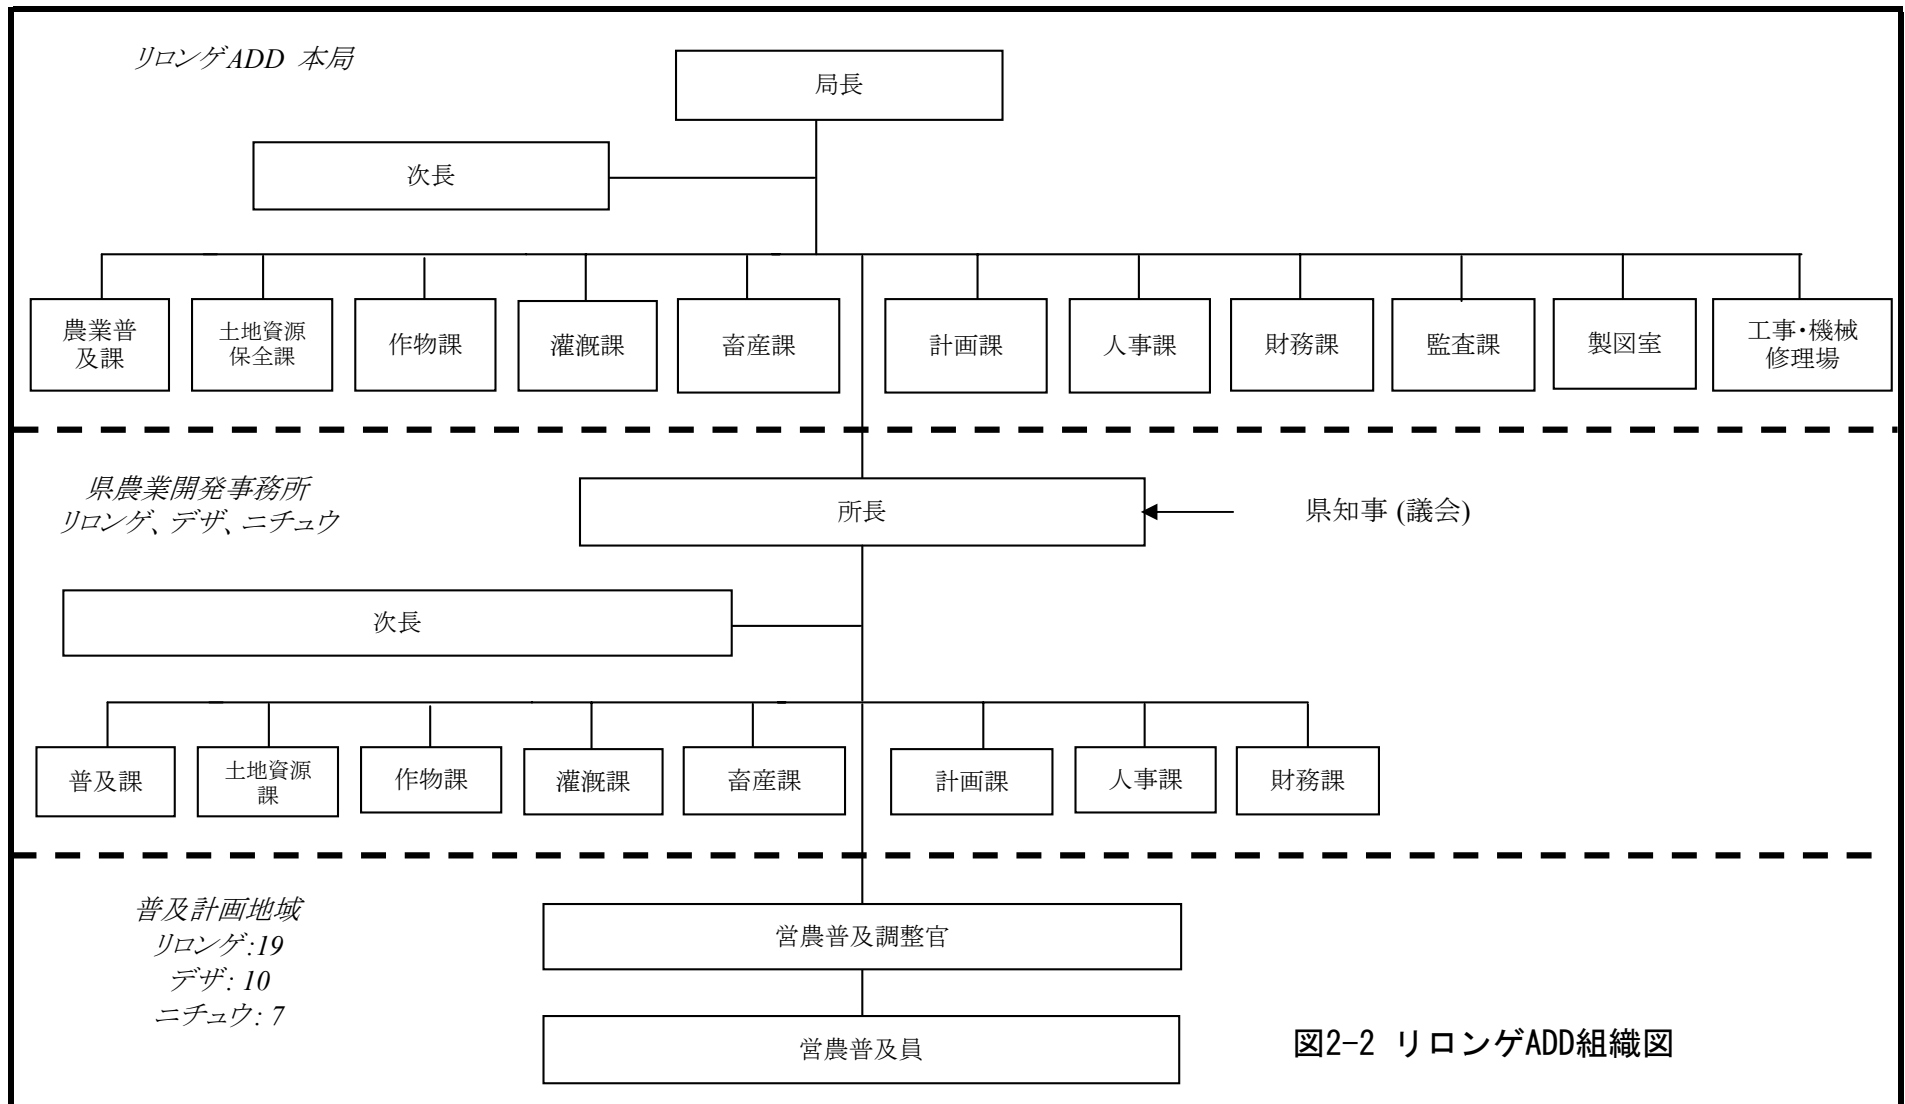 リロンゲADD 本局
局長
次長
農業普
及課
土地資源
保全課
作物課
灌漑課
畜産課
計画課
人事課
財務課
監査課
製図室
工事・機械
修理場
県農業開発事務所
リロンゲ、デザ、ニチュウ
所長
県知事 (議会)
次長
普及課
土地資源
課
作物課
灌漑課
畜産課
計画課
人事課
財務課
普及計画地域
リロンゲ:19
デザ: 10
ニチュウ: 7
営農普及調整官
営農普及員
図2-2 リロンゲADD組織図